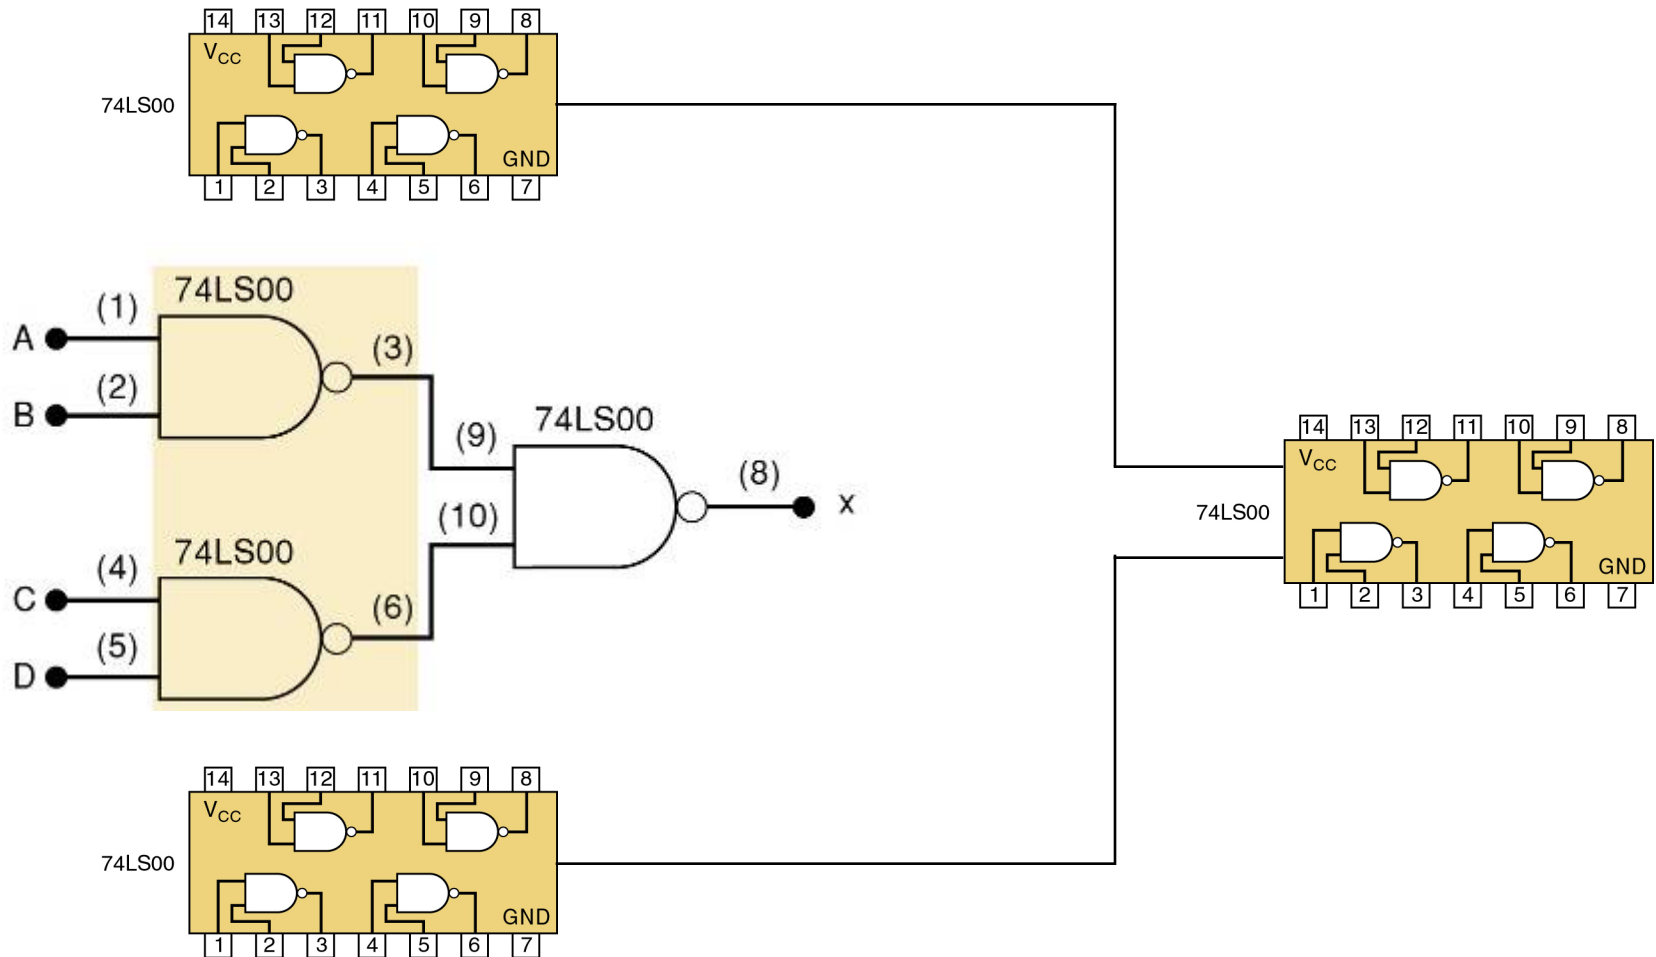 14 13 12 11 10 9 8
VCC
74LS00
GND
1 2 3 4 5 6 7
74LS00
(1)
A
(3)
(2)
B
74LS00
(9)
(8)
x
(10)
74LS00
(4)
C
(6)
(5)
D
14 13 12 11 10 9 8
VCC
74LS00
GND
1 2 3 4 5 6 7
14 13 12 11 10 9 8
VCC
74LS00
GND
1 2 3 4 5 6 7